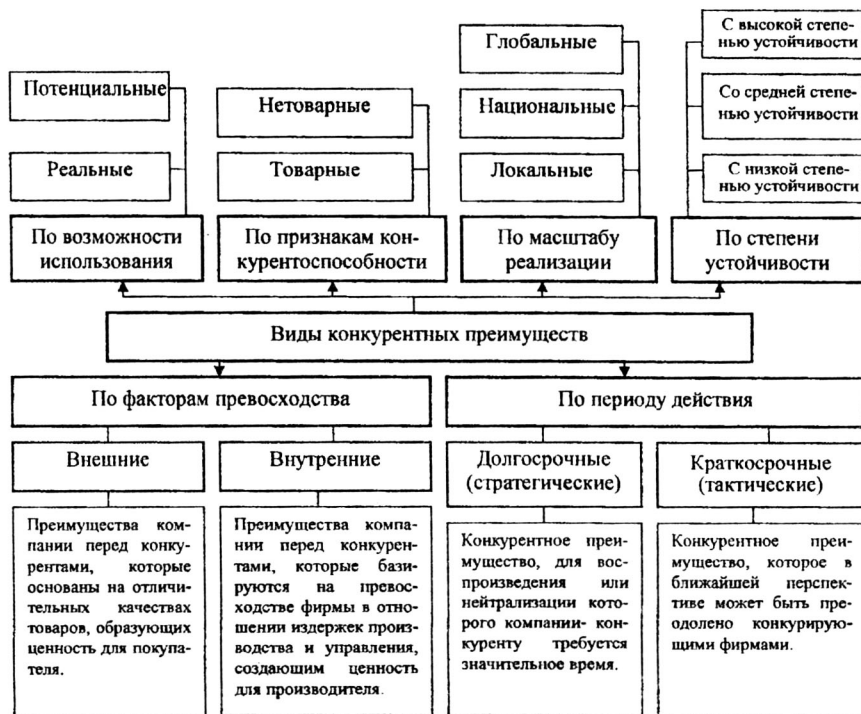 С высокой степе-
нью устойчивости
Глобальные
Потенциальные
Нетоварные
Национальные
Со средней степе-
нью устойчивости
Реальные
Товарные
Локальные
С низкой степе-
нью устойчивости
По возможности
использования
По признакам кон-
курентоспособности
По масштабу
реализации
По степени
устойчивости
Виды конкурентных преимуществ
По факторам превосходства
По периоду действия
Внешние
Внутренние
Долгосрочные
(стратегические)
Краткосрочные
(тактические)
Преимущества ком-
пании перед конку-
рентами, которые
основаны на отличи-
тельных качествах
товаров, образующих
ценность для покупа-
теля.
Преимущества компа-
нии перед конкурен-
тами, которые бази-
руются на превос-
ходстве фирмы в отно-
шении издержек произ-
водства и управления,
создающим ценность
для производителя.
Конкурентное преи-
мущество, для вос-
произведения или
нейтрализации кото-
рого компании- кон-
куренту требуется
значительное время.
Конкурентное преи-
мущество, которое в
ближайшей перспек-
тиве может быть пре-
одолено конкурирую-
щими фирмами.